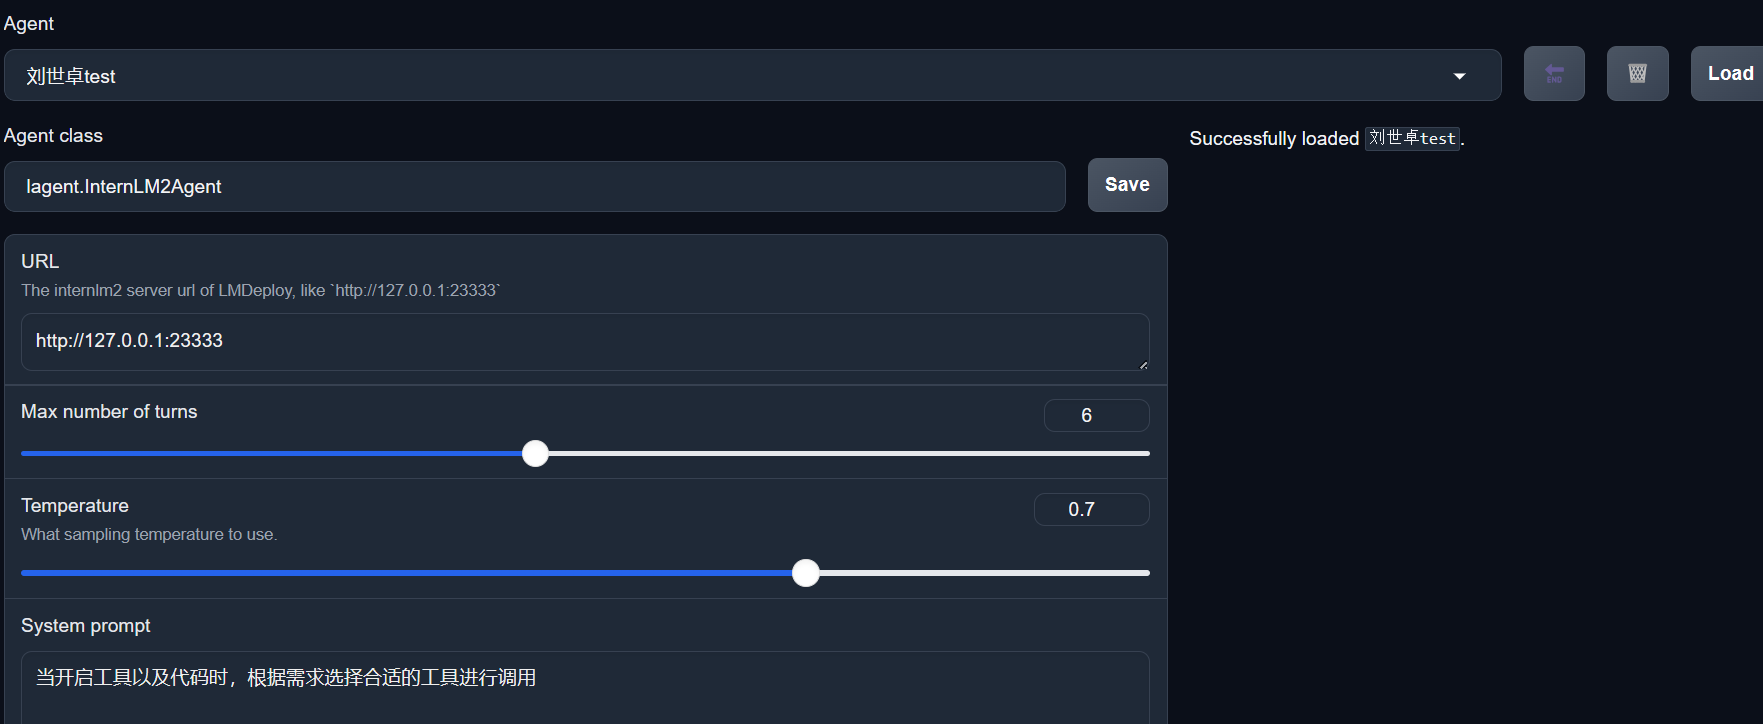 Agent
刘世卓test
END
Load
Agent class
Successfully loaded 刘世卓test.
lagent.InternLM2Agent
Save
URL
The internlm2 server url of LMDeploy, like `http://127.0.0.1:23333`
http://127.0.0.1:23333
Max number of turns
6
Temperature
0.7
What sampling temperature to use.
System prompt
当开启工具以及代码时，根据需求选择合适的工具进行调用